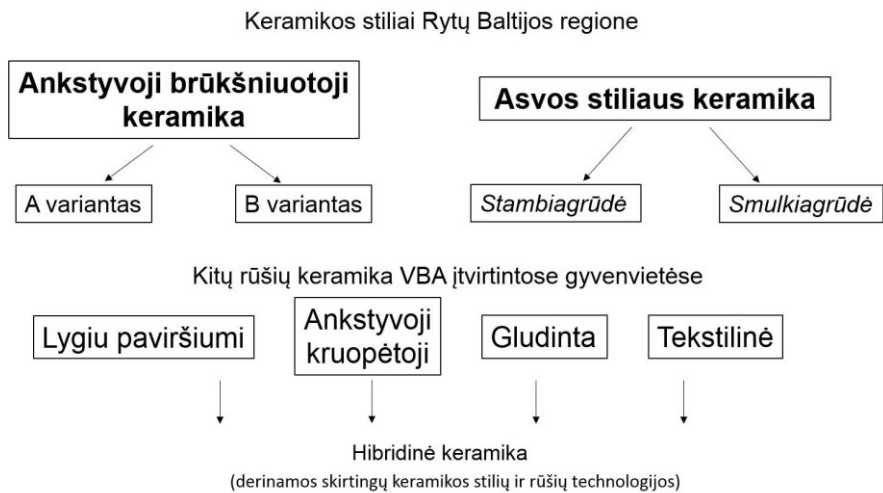 Keramikos stiliai Rytų Baltijos regione
Ankstyvoji brūkšniuotoji
keramika
Asvos stiliaus keramika
A variantas
B variantas
Stambiagrūdė
Smulkiagrūdė
Kitų rūšių keramika VBA įtvirtintose gyvenvietėse
Lygiu paviršiumi
Ankstyvoji
kruopėtoji
Gludinta
Tekstilinė
Hibridinė keramika
(derinamos skirtingų keramikos stilių ir rūšių technologijos)